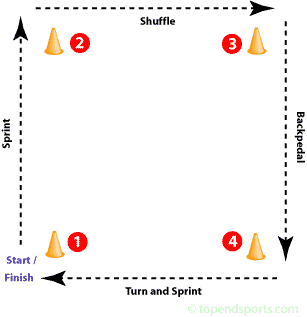 Shuffle
2
3
Sprint
Backpedal
1
4
Start /
Finish
Turn and Sprint
© topendsports.com